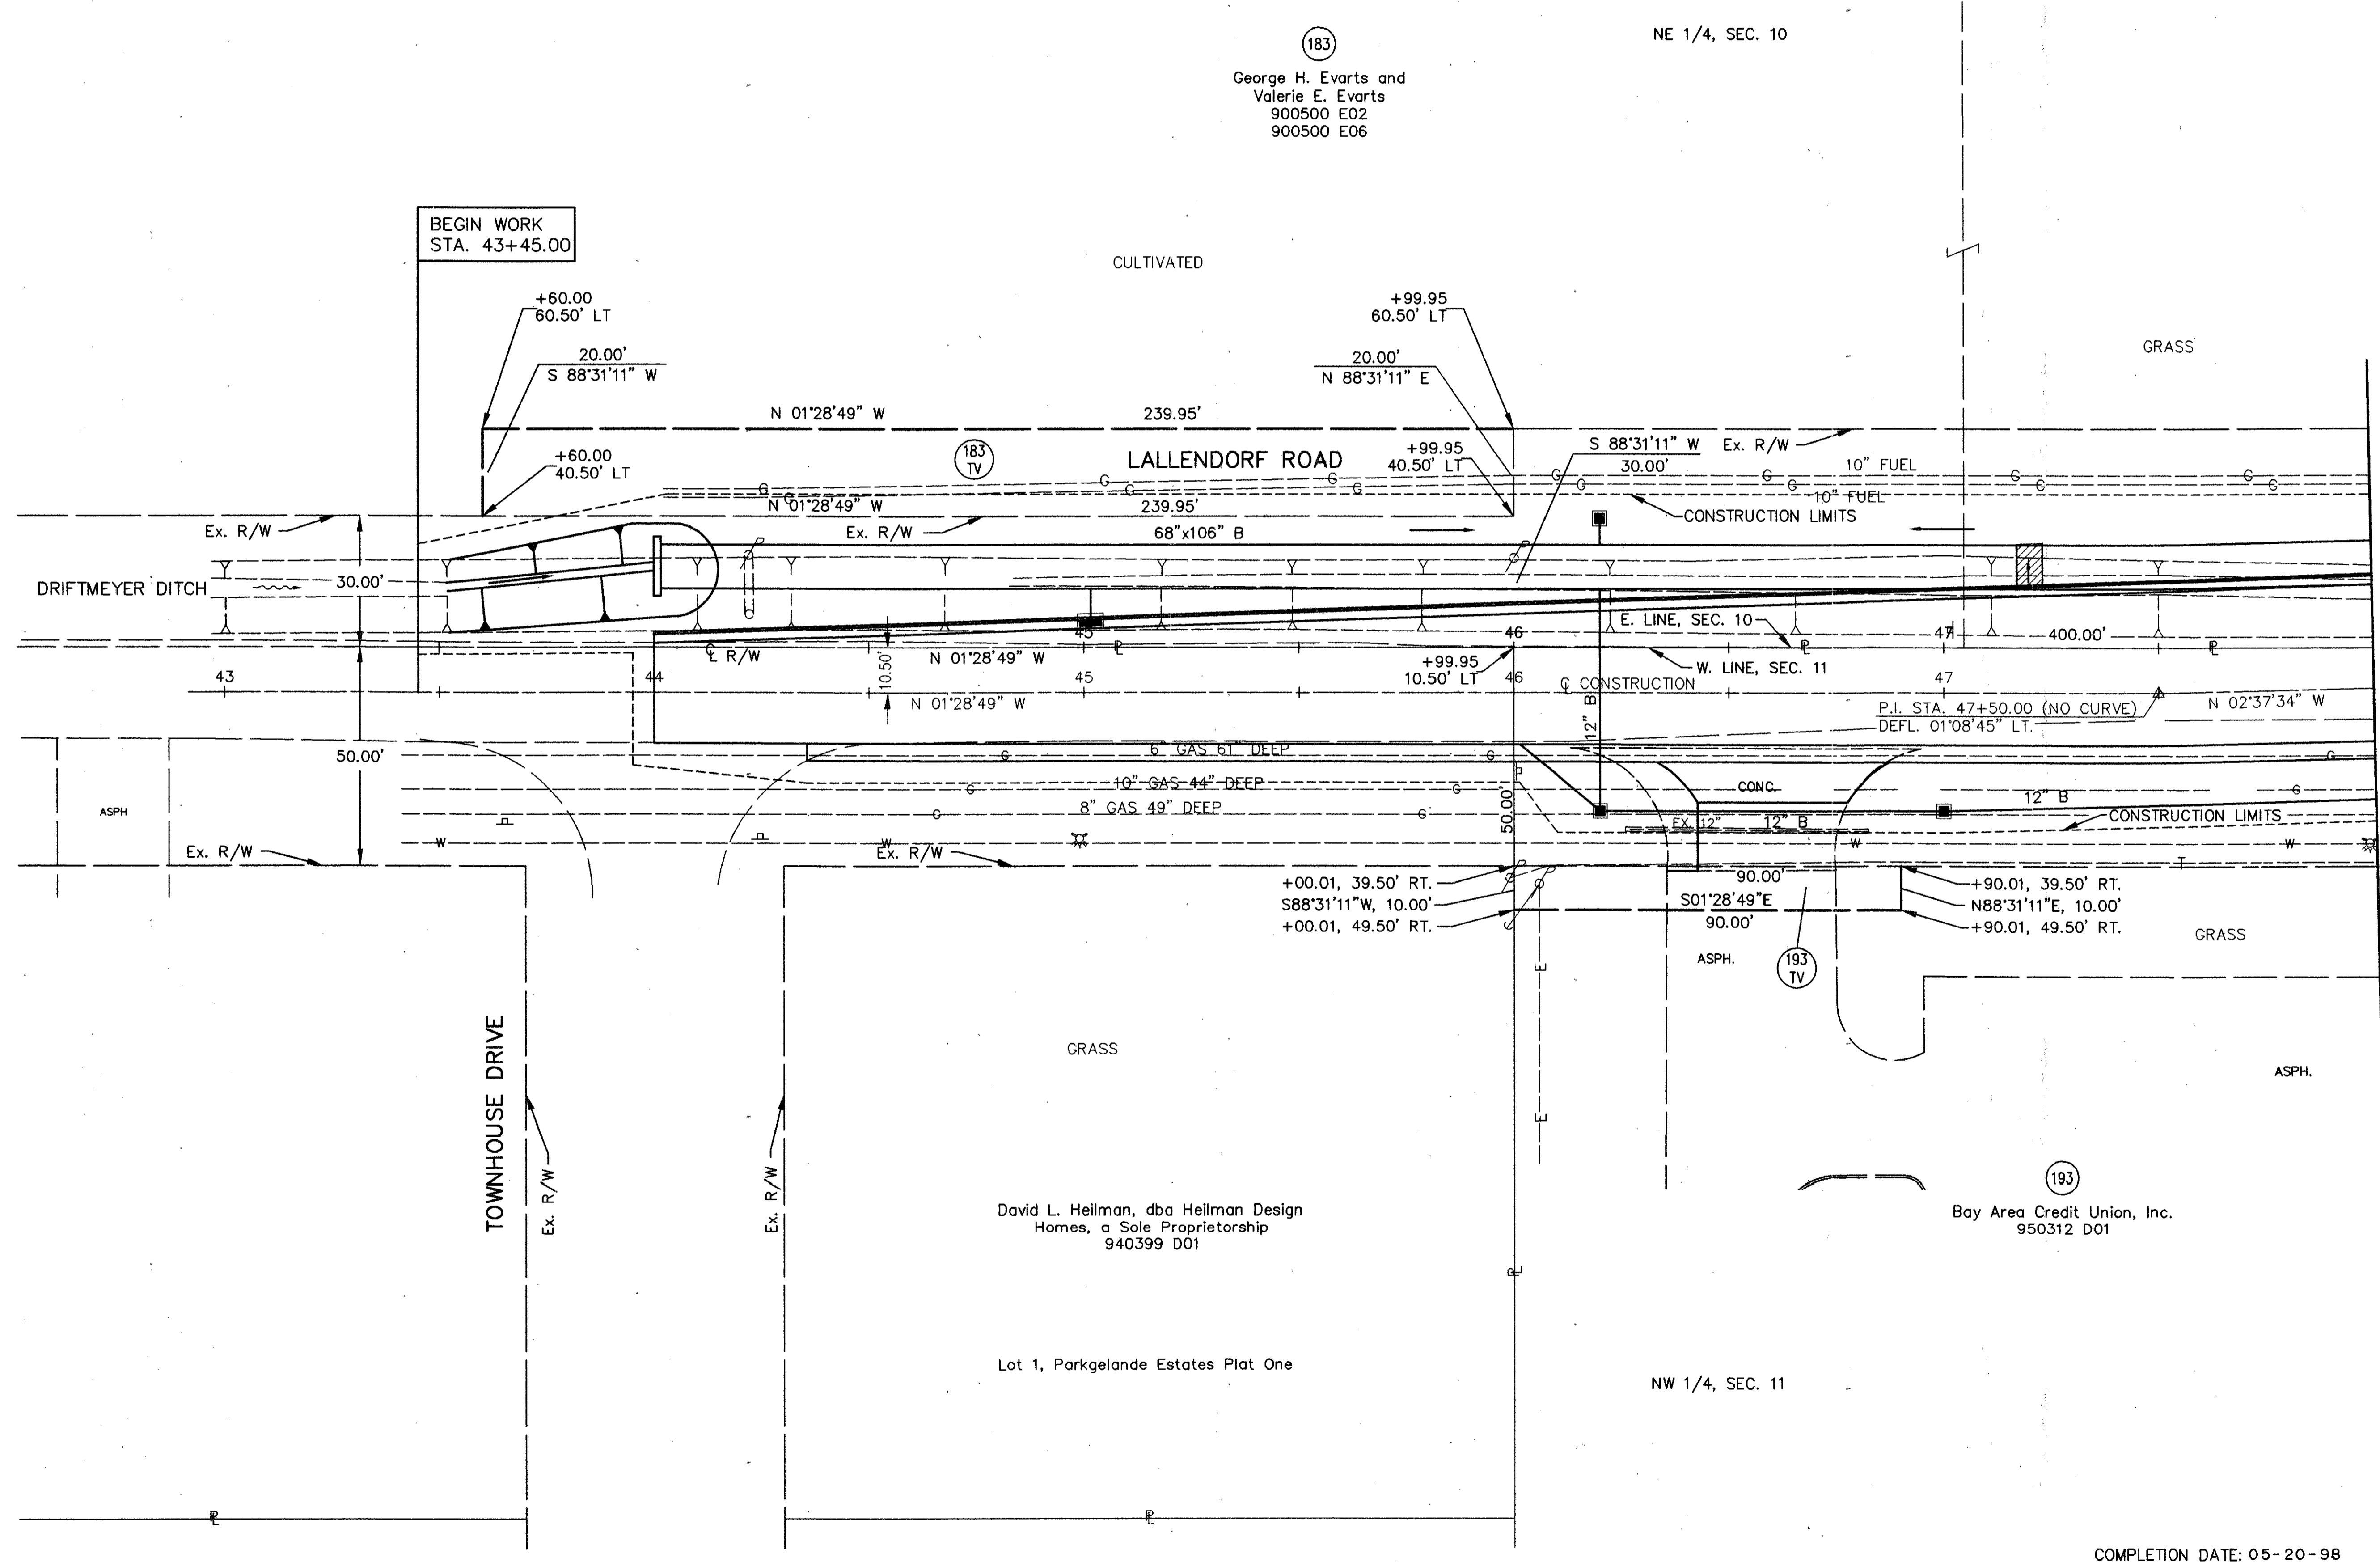 NE 1/4, SEC. 10
183
George H. Evarts and
Valerie E. Evarts
900500 E02
900500 E06
BEGIN WORK
STA. 43+45.00
CULTIVATED
+60.00
60.50' LT
+99.95
60.50' LT
GRASS
20.00'
S 88°31'11" W
20.00'
N 88°31'11" E
N 01°28'49" W
239.95'
183
TV
LALLENDORF ROAD
+99.95
40.50' LT
S 88°31'11" W
30.00'
Ex. R/W
10" FUEL
+60.00
40.50' LT
G
G
G
G
G
G
G
G
G
G
G
G
G
G
N 01°28'49" W
239.95'
10" FUEL
CONSTRUCTION LIMITS
Ex. R/W
Ex. R/W
68"x106" B
DRIFTMEYER DITCH
30.00'
45
46
E. LINE, SEC. 10
47
400.00'
℄ R/W
N 01°28'49" W
10.50'
+99.95
10.50' LT
W. LINE, SEC. 11
43
44
45
46
47
℄ CONSTRUCTION
N 01°28'49" W
12" B
P.I. STA. 47+50.00 (NO CURVE)
DEFL. 01°08'45" LT.
N 02°37'34" W
50.00'
6" GAS 61" DEEP
G
G
G
10" GAS 44" DEEP
G
G
G
CONC.
12" B
8" GAS 49" DEEP
G
G
50.00'
EX. 12"
12" B
CONSTRUCTION LIMITS
ASPH
W
W
W
W
Ex. R/W
Ex. R/W
T
+00.01, 39.50' RT.
S88°31'11"W, 10.00'
+00.01, 49.50' RT.
90.00'
S01°28'49"E
90.00'
+90.01, 39.50' RT.
N88°31'11"E, 10.00'
+90.01, 49.50' RT.
GRASS
ASPH.
193
TV
E
E
GRASS
ASPH.
TOWNHOUSE DRIVE
Ex. R/W
Ex. R/W
David L. Heilman, dba Heilman Design
Homes, a Sole Proprietorship
940399 D01
193
Bay Area Credit Union, Inc.
950312 D01
Lot 1, Parkgelande Estates Plat One
NW 1/4, SEC. 11
COMPLETION DATE: 05-20-98